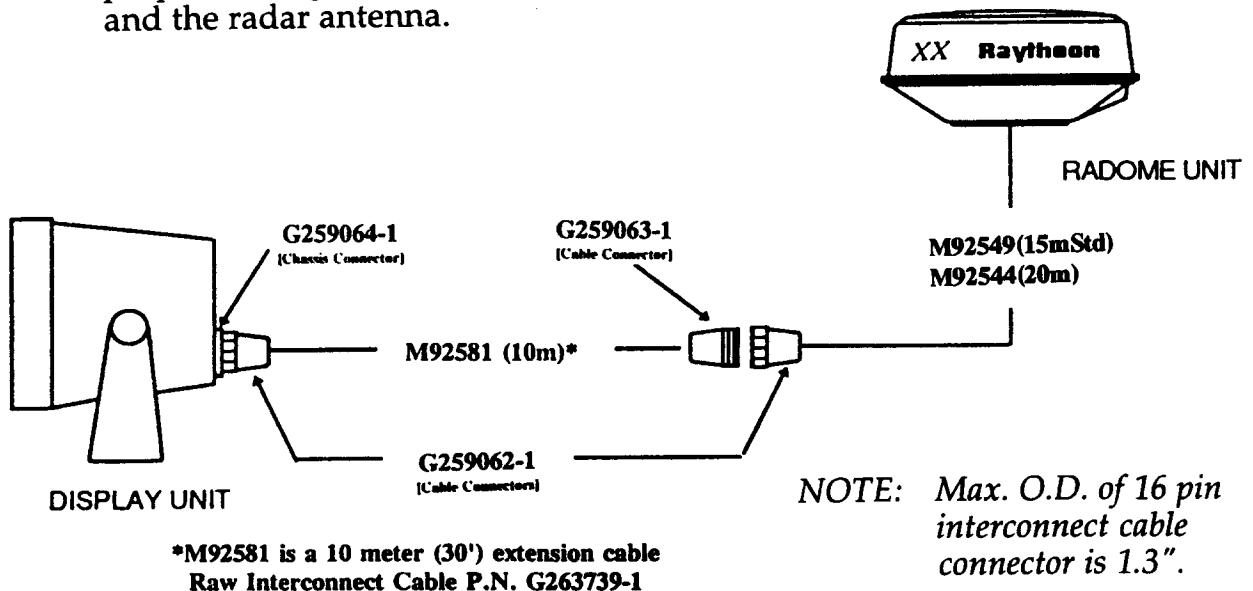 and the radar antenna.
XX Raytheon
RADOME UNIT
G259064-1
[Chassis Connector]
G259063-1
[Cable Connector]
M92549(15mStd)
M92544(20m)
M92581 (10m)*
G259062-1
[Cable Connectors]
DISPLAY UNIT
NOTE: Max. O.D. of 16 pin
interconnect cable
connector is 1.3".
*M92581 is a 10 meter (30') extension cable
Raw Interconnect Cable P.N. G263739-1